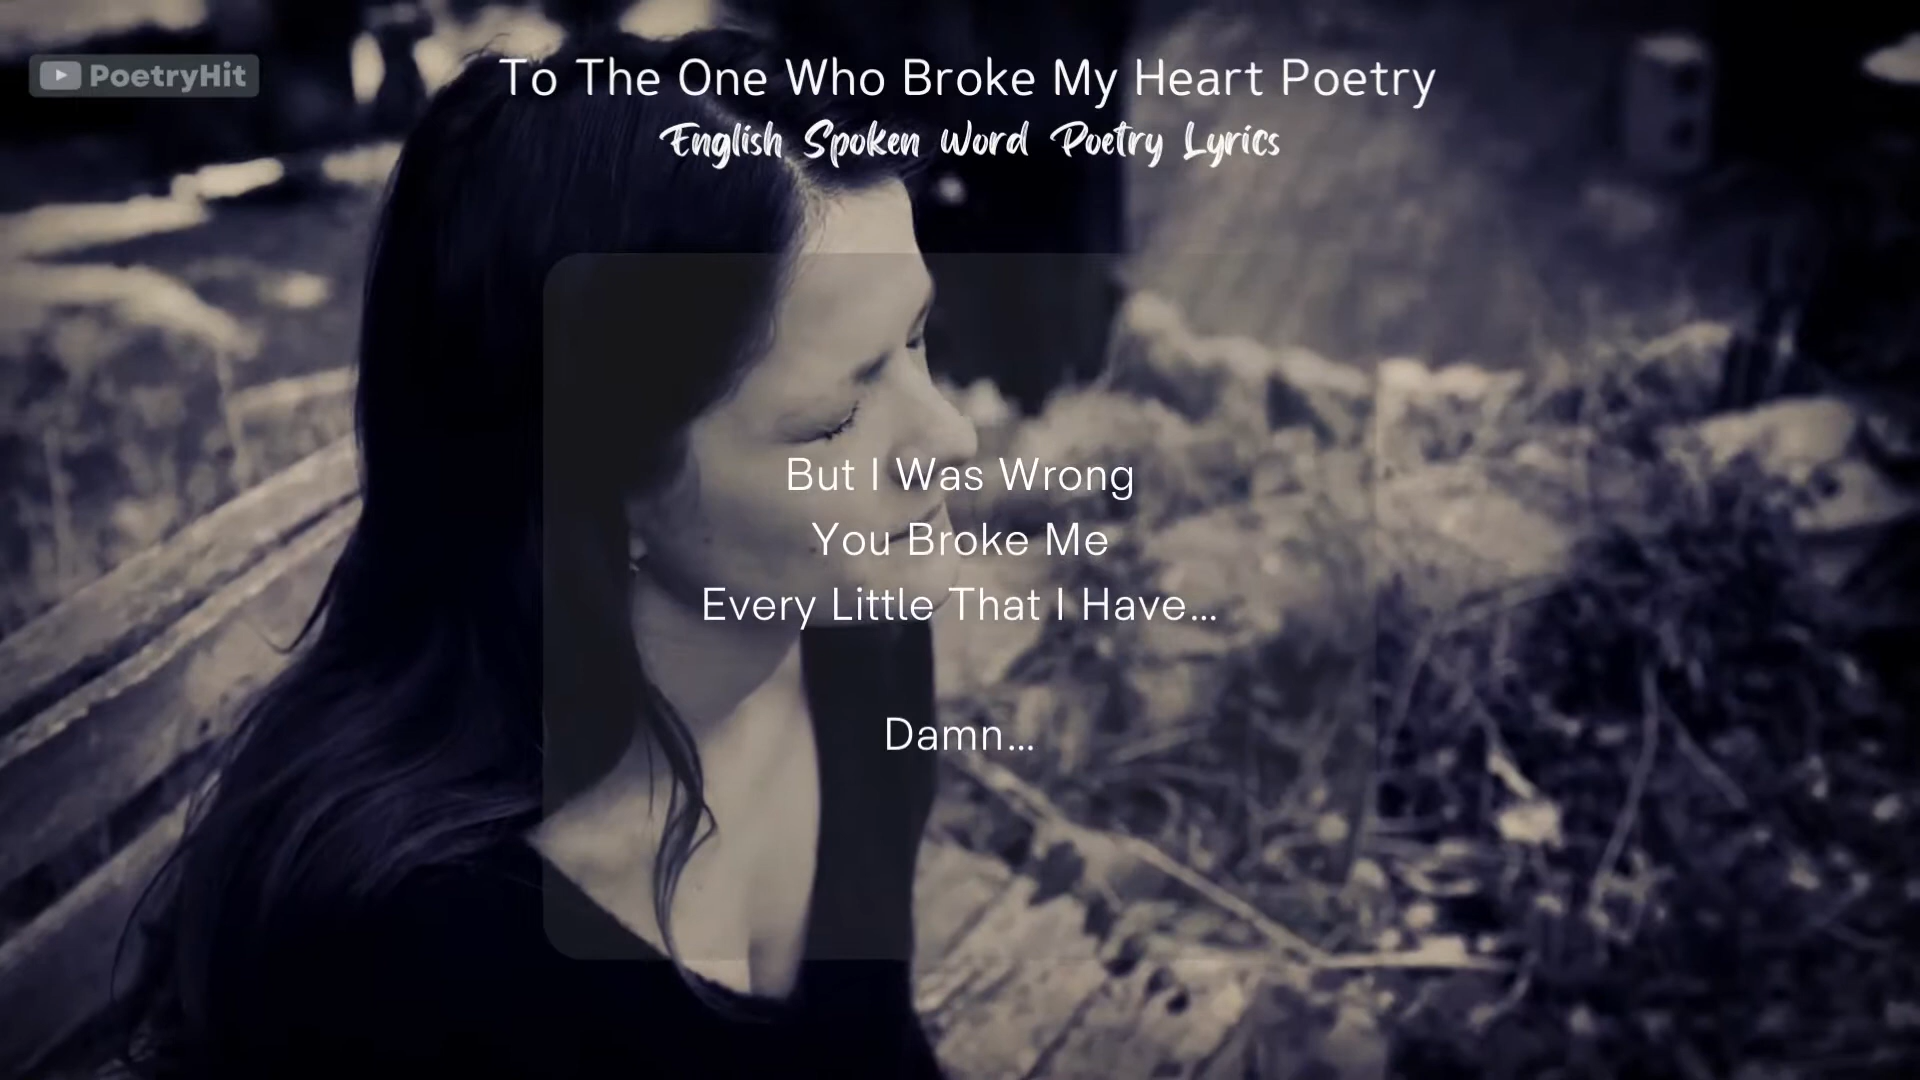 PoetryHit
To The One Who Broke My Heart Poetry
English Spoken Word Poetry Lyrics
But I Was Wrong
You Broke Me
Every Little That I Have...
Damn...